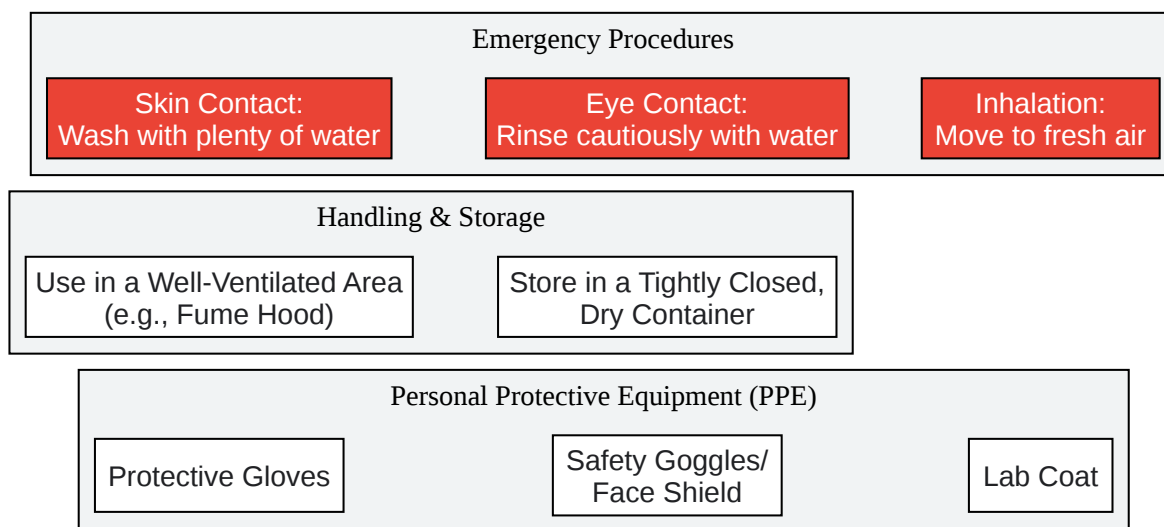 Emergency Procedures
Skin Contact:
Wash with plenty of water
Eye Contact:
Rinse cautiously with water
Inhalation:
Move to fresh air
Handling & Storage
Use in a Well-Ventilated Area
(e.g., Fume Hood)
Store in a Tightly Closed,
Dry Container
Personal Protective Equipment (PPE)
Protective Gloves
Safety Goggles/
Face Shield
Lab Coat